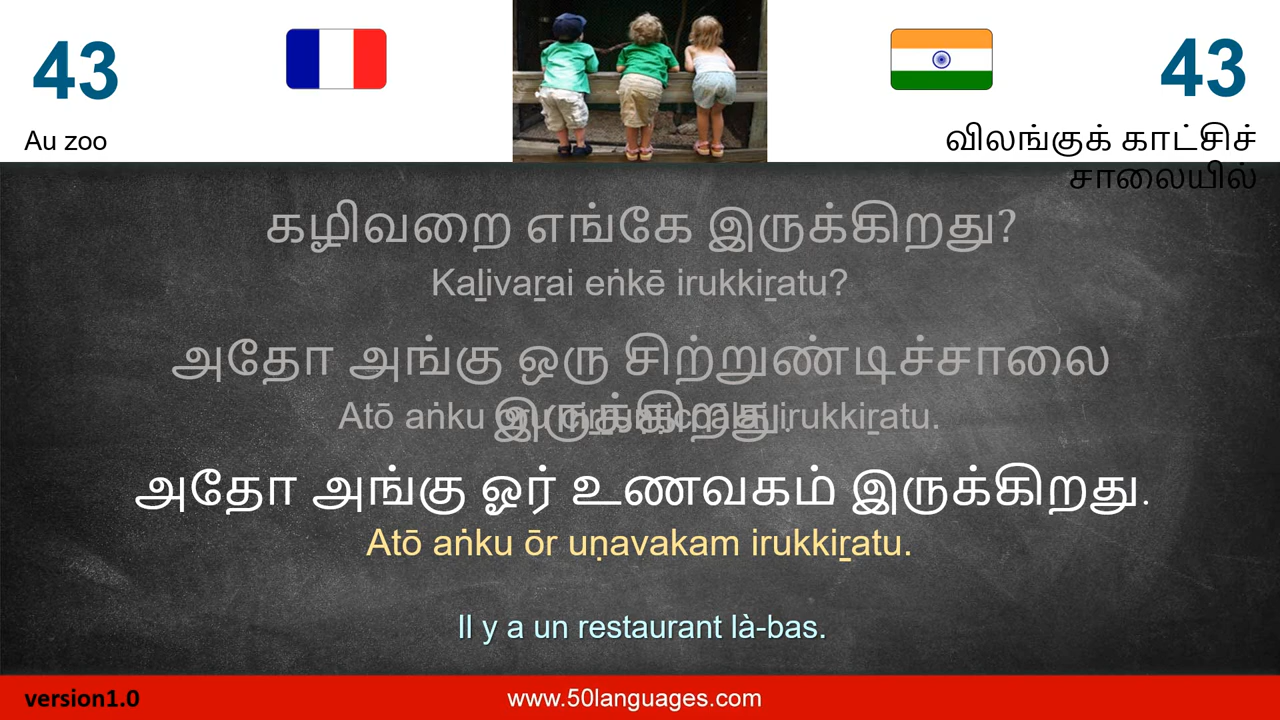 43
43
Au zoo
விலங்குக் காட்சிச்
சாலையில்
கழிவறை எங்கே இருக்கிறது?
Kaḻivaṟai eṅkē irukkiṟatu?
அதோ அங்கு ஒரு சிற்றுண்டிச்சாலை
இருக்கிறது.
Atō aṅku oru ciṟṟuṇṭiccālai irukkiṟatu.
அதோ அங்கு ஓர் உணவகம் இருக்கிறது.
Atō aṅku ōr uṇavakam irukkiṟatu.
Il y a un restaurant là-bas.
version1.0
www.50languages.com